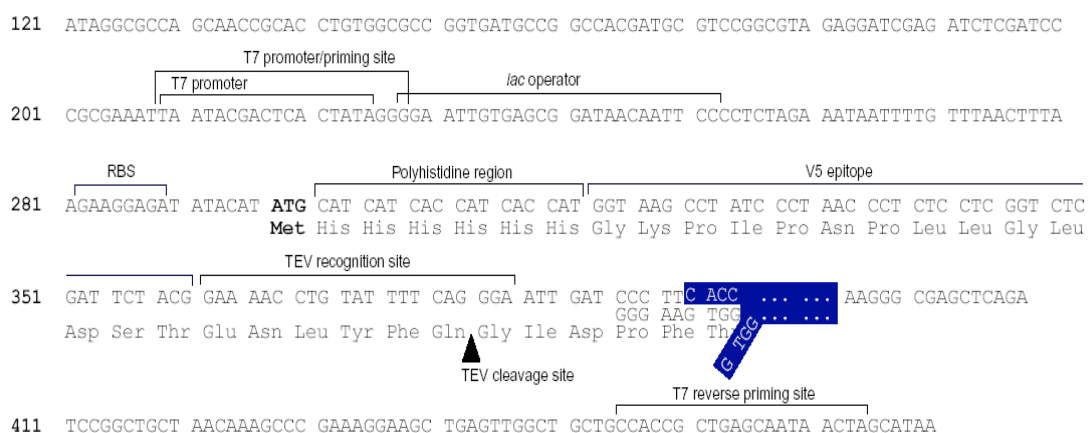 121 ATAGGCGCCA GCAACCGCAC CTGTGGCGCC GGTGATGCCG GCCACGATGC GTCCGGCGTA GAGGATCGAG ATCTCGATCC
T7 promoter/priming site
T7 promoter
lac operator
201 CGCGAAATTA ATACGACTCA CTATAGGGGA ATTGTGAGCG GATAACAATT CCCCTCTAGA AATAATTTTG TTTAACTTTA
RBS
Polyhistidine region
V5 epitope
281 AGAAGGAGAT ATACAT ATG CAT CAT CAC CAT CAC CAT GGT AAG CCT ATC CCT AAC CCT CTC CTC GGT CTC
Met His His His His His His Gly Lys Pro Ile Pro Asn Pro Leu Leu Gly Leu
TEV recognition site
351 GAT TCT ACG GAA AAC CTG TAT TTT CAG GGA ATT GAT CCC TTC ACC ... ... AAGGG CGAGCTCAGA
GGG AAG TGG ... ...
Asp Ser Thr Glu Asn Leu Tyr Phe Gln Gly Ile Asp Pro Phe Th
G TGG
TEV cleavage site
T7 reverse priming site
411 TCCGGCTGCT AACAAAGCCC GAAAGGAAGC TGAGTTGGCT GCTGCCACCG CTGAGCAATA ACTAGCATAA